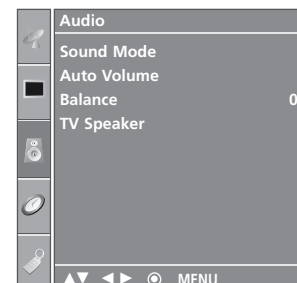 Audio
Sound Mode
Auto Volume
Balance 0
TV Speaker
▲▼ ◀▶ ◉ MENU